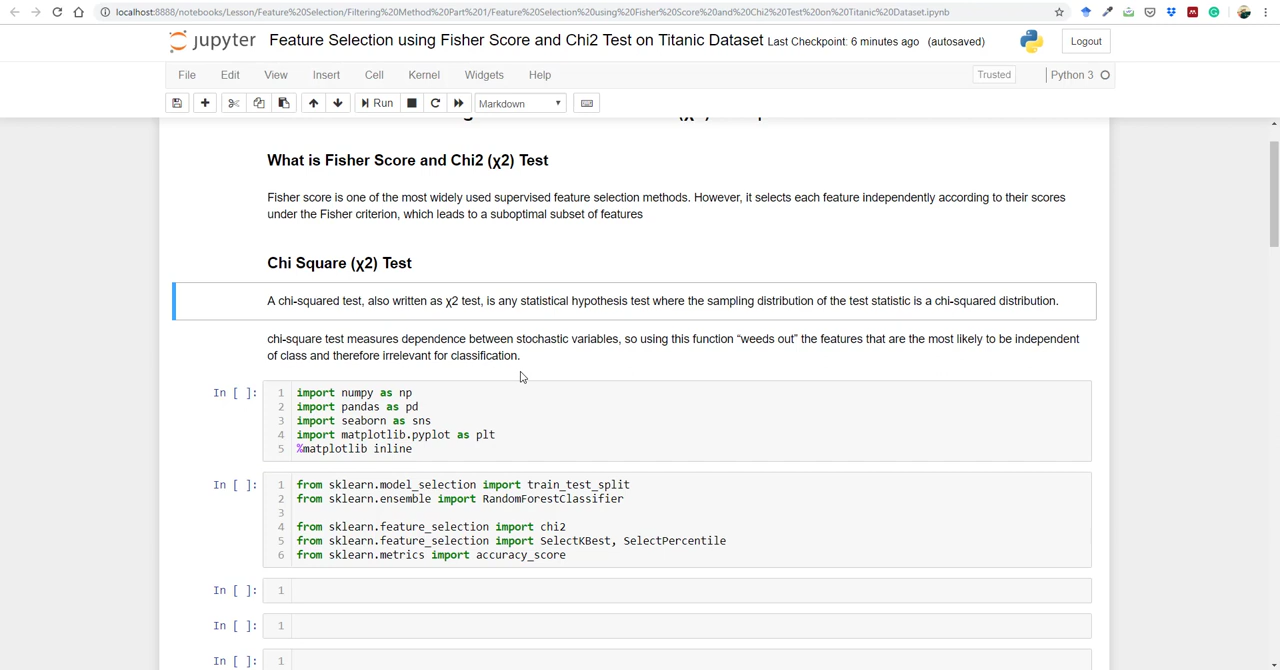 localhost:8888/notebooks/Lesson/Feature%20Selection/Filtering%20Method%20Part%201/Feature%20Selection%20using%20Fisher%20Score%20and%20Chi2%20Test%20on%20Titanic%20Dataset.ipynb
jupyter Feature Selection using Fisher Score and Chi2 Test on Titanic Dataset Last Checkpoint: 6 minutes ago (autosaved) Logout
File Edit View Insert Cell Kernel Widgets Help Trusted Python 3
Run Markdown
What is Fisher Score and Chi2 (χ2) Test
Fisher score is one of the most widely used supervised feature selection methods. However, it selects each feature independently according to their scores
under the Fisher criterion, which leads to a suboptimal subset of features
Chi Square (χ2) Test
A chi-squared test, also written as χ2 test, is any statistical hypothesis test where the sampling distribution of the test statistic is a chi-squared distribution.
chi-square test measures dependence between stochastic variables, so using this function “weeds out” the features that are the most likely to be independent
of class and therefore irrelevant for classification.
In [ ]: 1 import numpy as np
2 import pandas as pd
3 import seaborn as sns
4 import matplotlib.pyplot as plt
5 %matplotlib inline
In [ ]: 1 from sklearn.model_selection import train_test_split
2 from sklearn.ensemble import RandomForestClassifier
3
4 from sklearn.feature_selection import chi2
5 from sklearn.feature_selection import SelectKBest, SelectPercentile
6 from sklearn.metrics import accuracy_score
In [ ]: 1
In [ ]: 1
In [ ]: 1